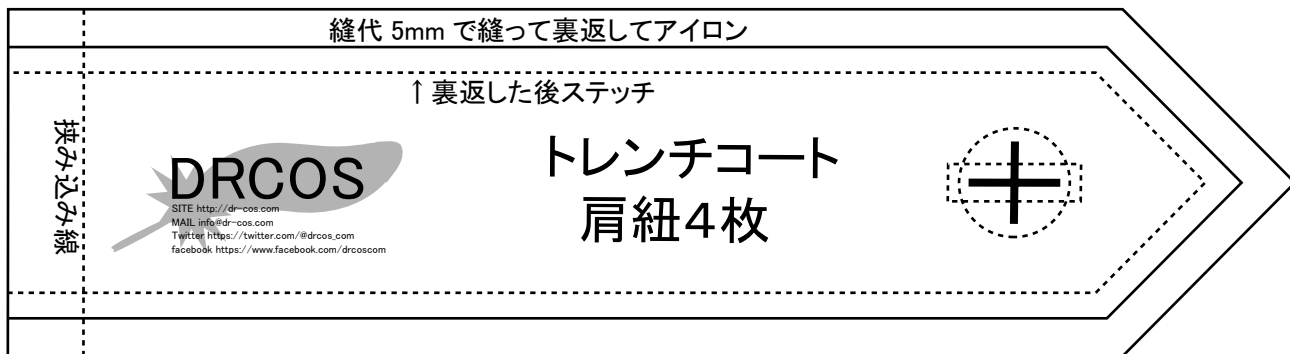 縫代 5mm で縫って裏返してアイロン
↑裏返した後ステッチ
挟み込み線
DRCOS
SITE http://dr-cos.com
MAIL info@dr-cos.com
Twitter https://twitter.com/@drcos_com
facebook https://www.facebook.com/drcoscom
トレンチコート
肩紐4枚